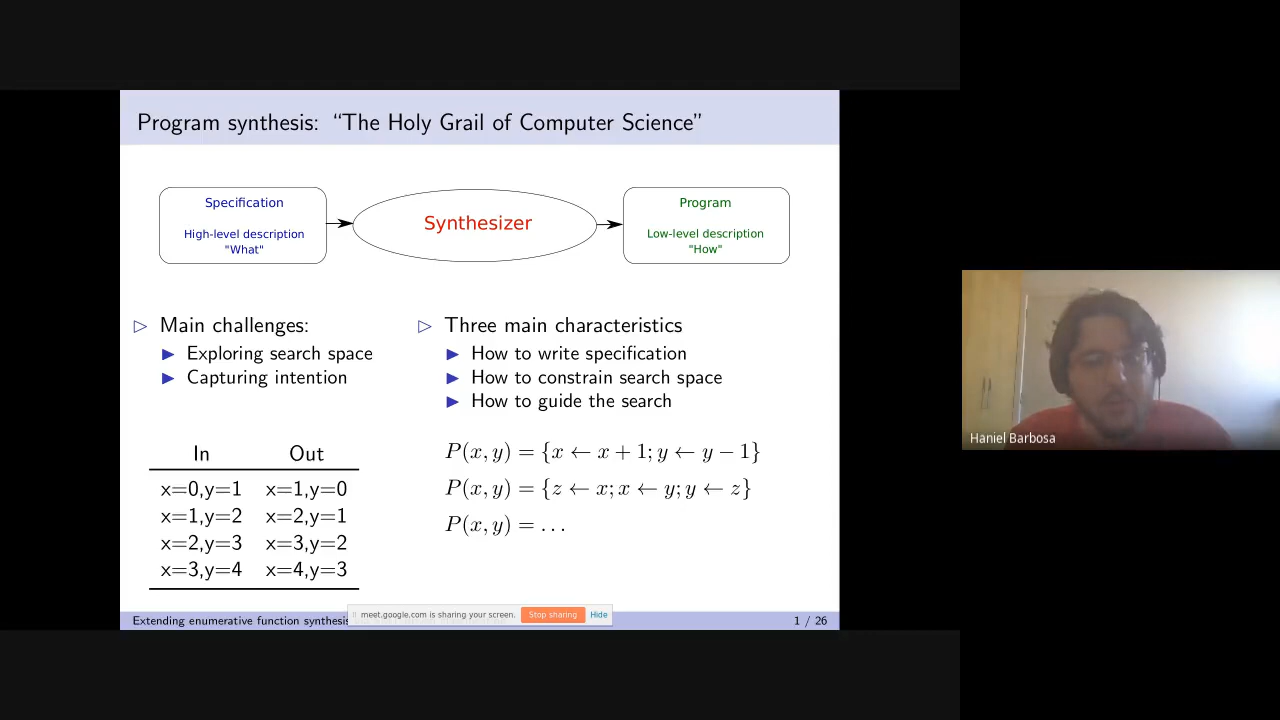 Program synthesis: “The Holy Grail of Computer Science”
Specification
High-level description
"What"
Synthesizer
Program
Low-level description
"How"
▷ Main challenges:
▶ Exploring search space
▶ Capturing intention
▷ Three main characteristics
▶ How to write specification
▶ How to constrain search space
▶ How to guide the search
In Out
x=0,y=1 x=1,y=0
x=1,y=2 x=2,y=1
x=2,y=3 x=3,y=2
x=3,y=4 x=4,y=3
P(x, y) = {x ← x + 1; y ← y − 1}
P(x, y) = {z ← x; x ← y; y ← z}
P(x, y) = . . .
Extending enumerative function synthesis
meet.google.com is sharing your screen. Stop sharing Hide
1 / 26
Haniel Barbosa